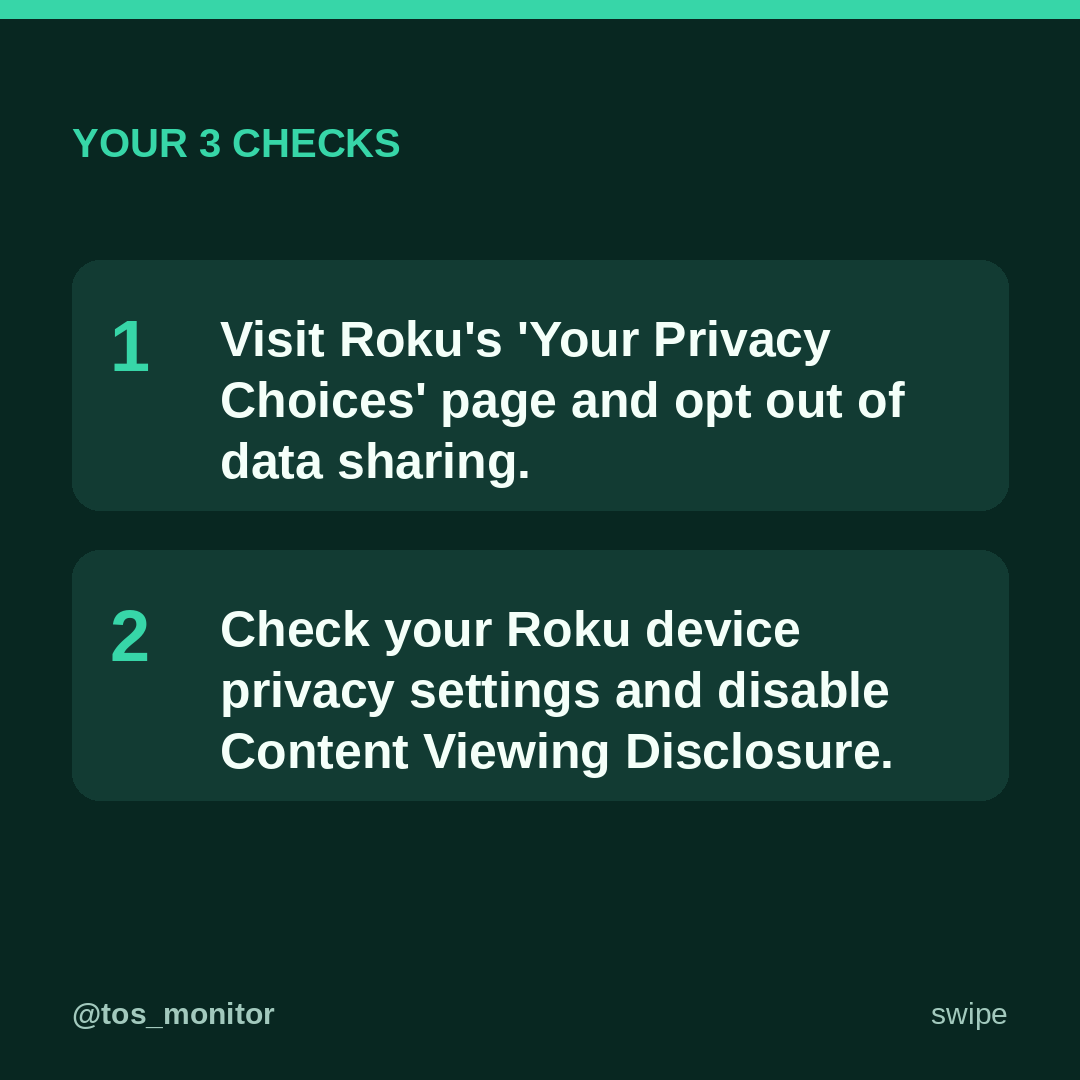 YOUR 3 CHECKS
1
Visit Roku's 'Your Privacy
Choices' page and opt out of
data sharing.
2
Check your Roku device
privacy settings and disable
Content Viewing Disclosure.
@tos_monitor
swipe